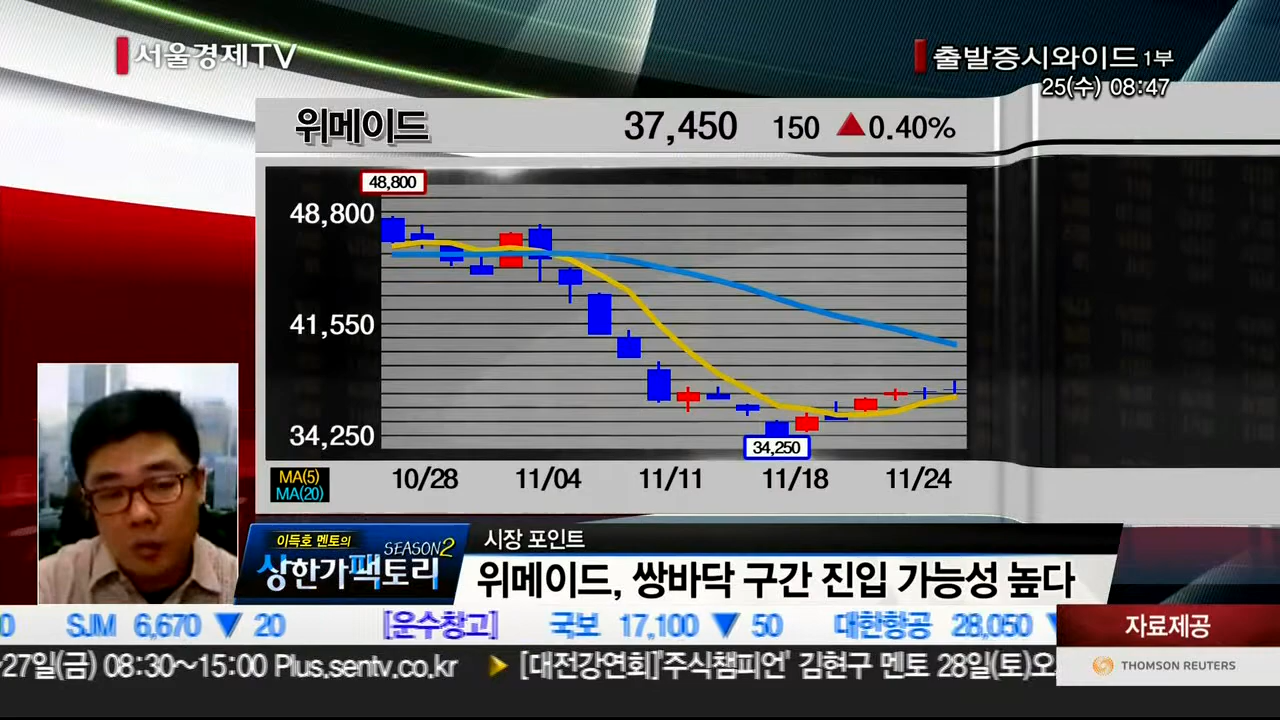 서울경제TV
출발증시와이드 1부
25(수) 08:47
위메이드 37,450 150 ▲0.40%
48,800
48,800
41,550
34,250
34,250
MA(5)
MA(20)
10/28 11/04 11/11 11/18 11/24
이득호 멘토의
상한가팩토리 SEASON2
시장 포인트
위메이드, 쌍바닥 구간 진입 가능성 높다
0 SJM 6,670 ▼ 20 [운수창고] 국보 17,100 ▼ 50 대한항공 28,050 ▼
자료제공
~27일(금) 08:30~15:00 Plus.sentv.co.kr ▶ [대전강연회]'주식챔피언' 김현구 멘토 28일(토)오
THOMSON REUTERS